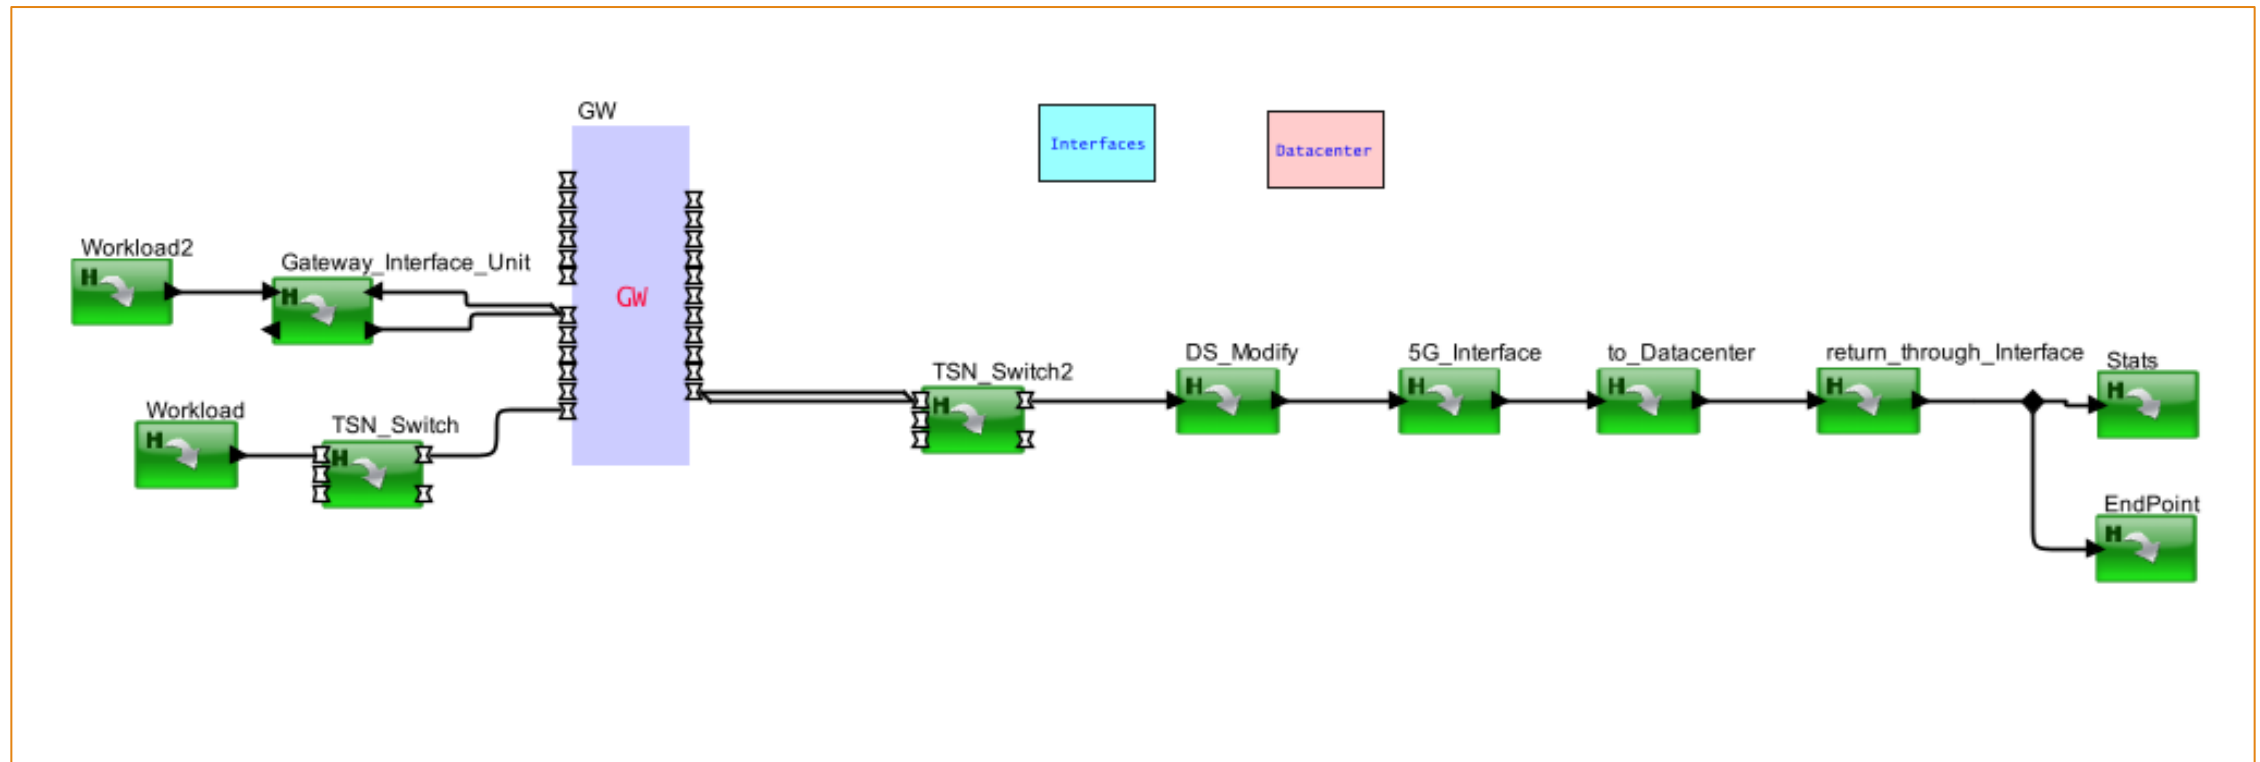 GW
Interfaces
Datacenter
Workload2
H
Gateway_Interface_Unit
H
GW
Workload
H
TSN_Switch
H
TSN_Switch2
H
DS_Modify
H
5G_Interface
H
to_Datacenter
H
return_through_Interface
H
Stats
H
EndPoint
H